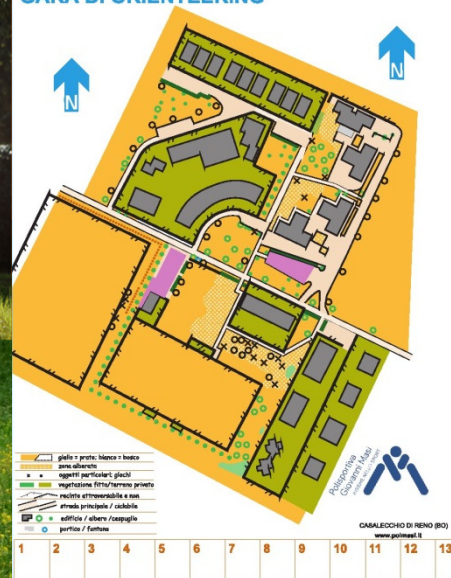 GARA DI ORIENTEERING
N
N
giallo = prato; bianco = bosco
zona alberata
oggetti particolari; giochi
vegetazione fitta/terreno privato
recinto attraversabile e non
strada principale / ciclabile
edificio / albero /cespuglio
portico / fontana
Polisportiva
Giovanni Masi
CASALECCHIO DI RENO (BO)
www.polmasi.it
1 2 3 4 5 6 7 8 9 10 11 12 13